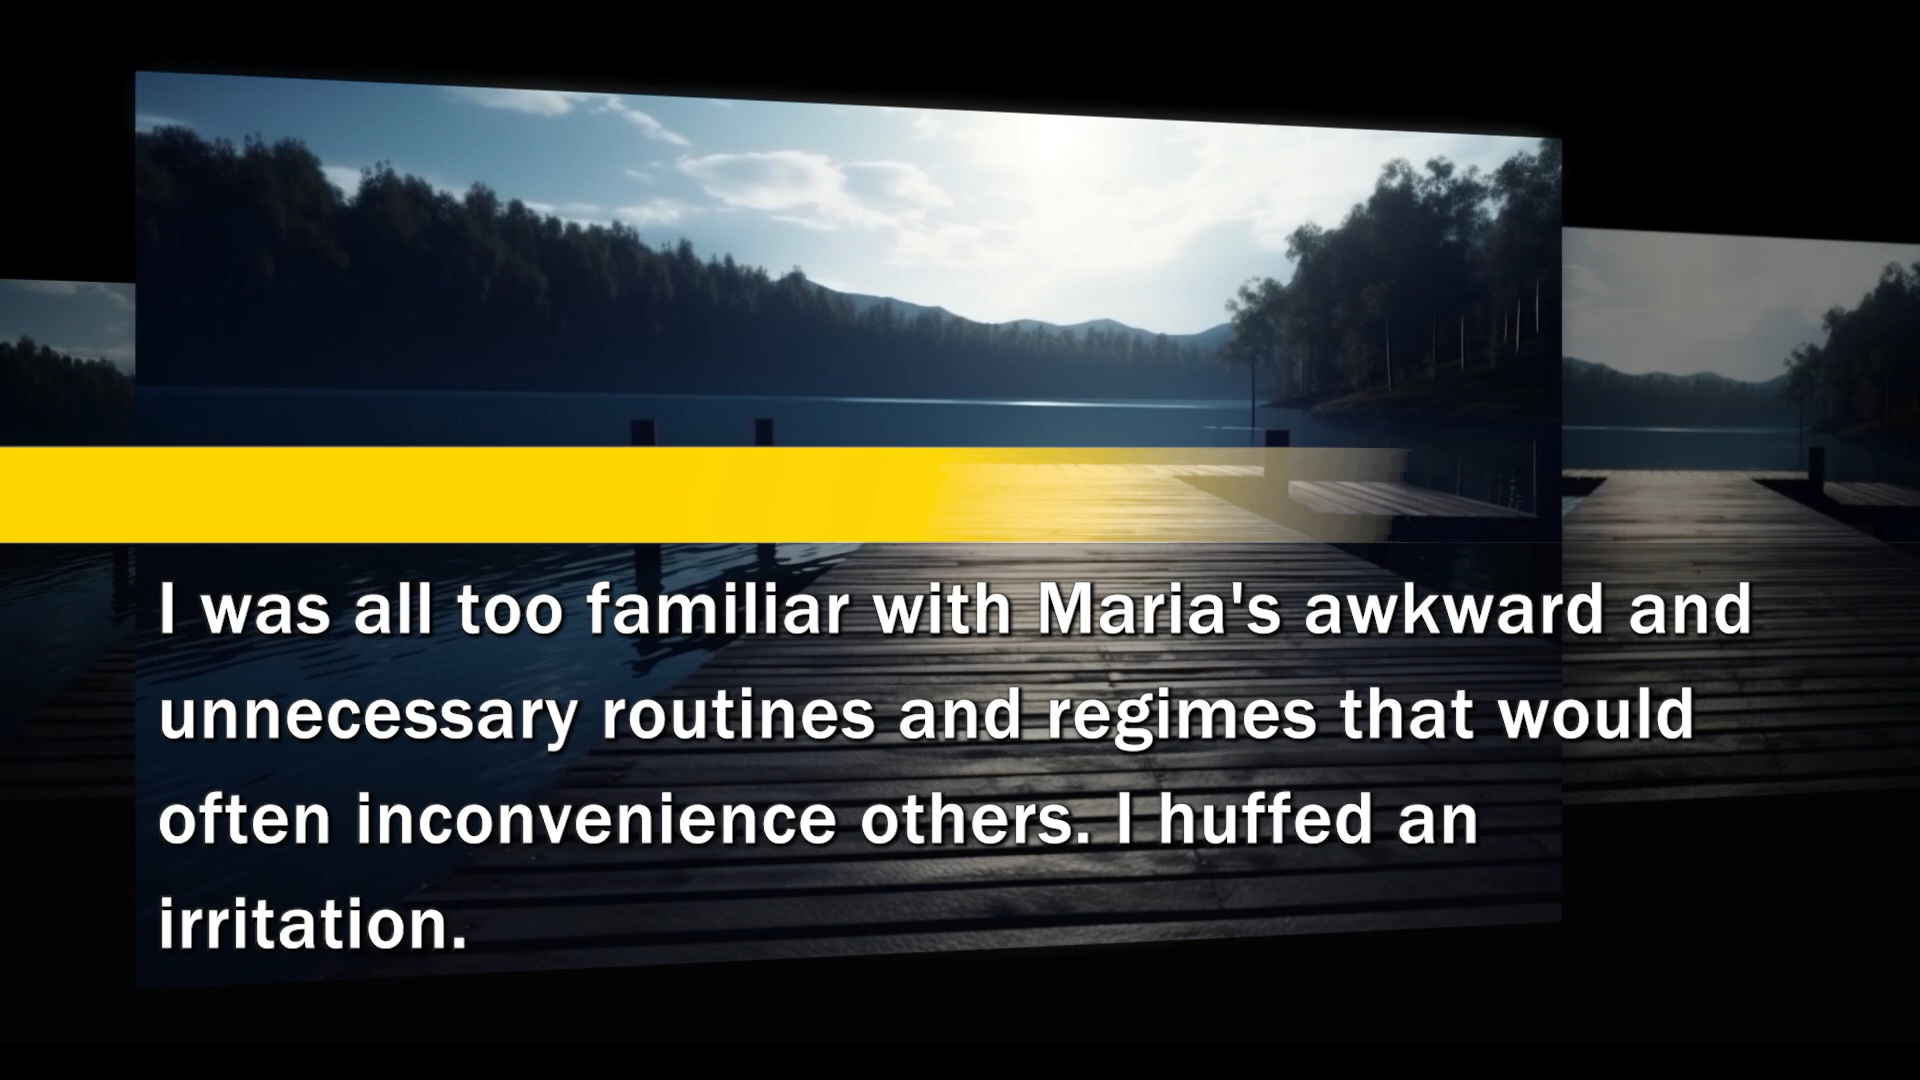 I was all too familiar with Maria's awkward and
unnecessary routines and regimes that would
often inconvenience others. I huffed an
irritation.